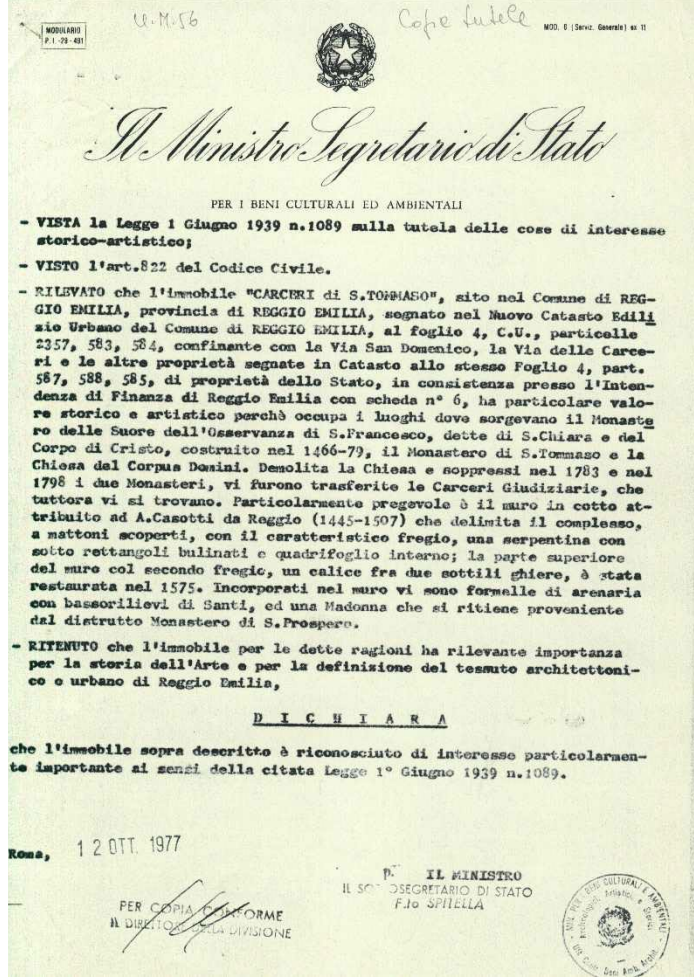 U.M.56
Copie tutele
MODULARIO
P. I. - 29 - 491
MOD. 6 (Serviz. Generale) ex 11
Il Ministro Segretario di Stato
PER I BENI CULTURALI ED AMBIENTALI
- VISTA la Legge 1 Giugno 1939 n.1089 sulla tutela delle cose di interesse
storico-artistico;
- VISTO l'art.822 del Codice Civile.
- RILEVATO che l'immobile "CARCERI di S.TOMMASO", sito nel Comune di REG-
GIO EMILIA, provincia di REGGIO EMILIA, segnato nel Nuovo Catasto Edili
zio Urbano del Comune di REGGIO EMILIA, al foglio 4, C.U., particelle
2357, 583, 584, confinante con la Via San Domenico, la Via delle Carce-
ri e le altre proprietà segnate in Catasto allo stesso Foglio 4, part.
587, 588, 585, di proprietà dello Stato, in consistenza presso l'Inten-
denza di Finanza di Reggio Emilia con scheda n° 6, ha particolare valo-
re storico e artistico perchè occupa i luoghi dove sorgevano il Monaste
ro delle Suore dell'Osservanza di S.Francesco, dette di S.Chiara e del
Corpo di Cristo, costruito nel 1466-79, il Monastero di S.Tommaso e la
Chiesa del Corpus Domini. Demolita la Chiesa e soppressi nel 1783 e nel
1798 i due Monasteri, vi furono trasferite le Carceri Giudiziarie, che
tuttora vi si trovano. Particolarmente pregevole è il muro in cotto at-
tribuito ad A.Casotti da Reggio (1445-1507) che delimita il complesso,
a mattoni scoperti, con il caratteristico fregio, una serpentina con
sotto rettangoli bulinati e quadrifoglio interno; la parte superiore
del muro col secondo fregio, un calice fra due sottili ghiere, è stata
restaurata nel 1575. Incorporati nel muro vi sono formelle di arenaria
con bassorilievi di Santi, ed una Madonna che si ritiene proveniente
dal distrutto Monastero di S.Prospero.
- RITENUTO che l'immobile per le dette ragioni ha rilevante importanza
per la storia dell'Arte e per la definizione del tessuto architettoni-
co e urbano di Reggio Emilia,
D I C H I A R A
che l'immobile sopra descritto è riconosciuto di interesse particolarmen-
te importante ai sensi della citata Legge 1° Giugno 1939 n.1089.
Roma, 12 OTT. 1977
p. IL MINISTRO
IL SOTTOSEGRETARIO DI STATO
F.to SPITELLA
PER COPIA CONFORME
IL DIRETTORE DELLA DIVISIONE
BENI CULTURALI E AMBIENTALI